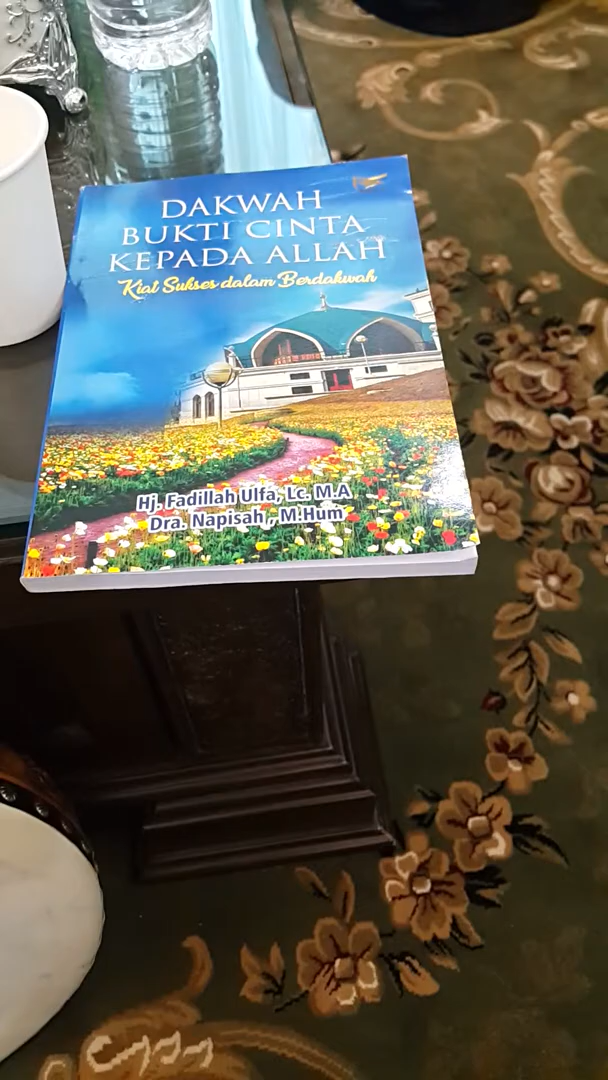 DAKWAH
BUKTI CINTA
KEPADA ALLAH
Kiat Sukses dalam Berdakwah
Hj. Fadillah Ulfa, Lc. M.A
Dra. Napisah , M.Hum